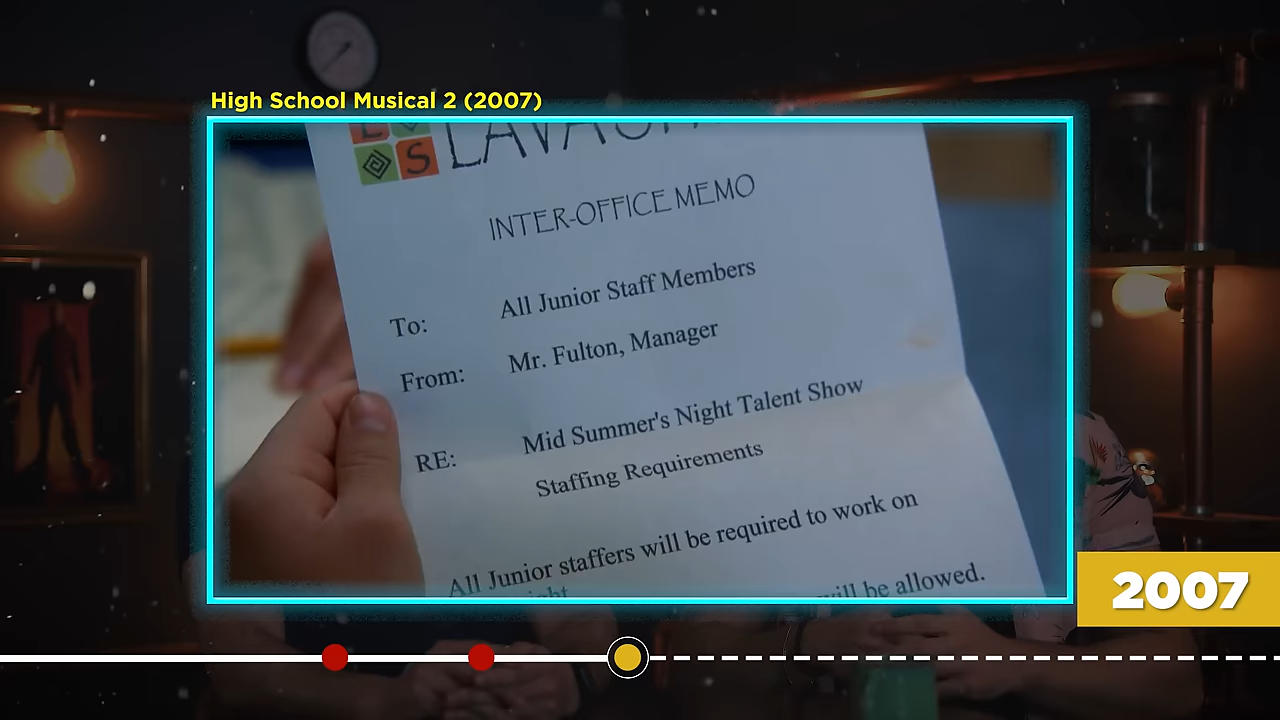 High School Musical 2 (2007)
S
INTER-OFFICE MEMO
To: All Junior Staff Members
From: Mr. Fulton, Manager
RE: Mid Summer's Night Talent Show
Staffing Requirements
All Junior staffers will be required to work on
will be allowed.
2007